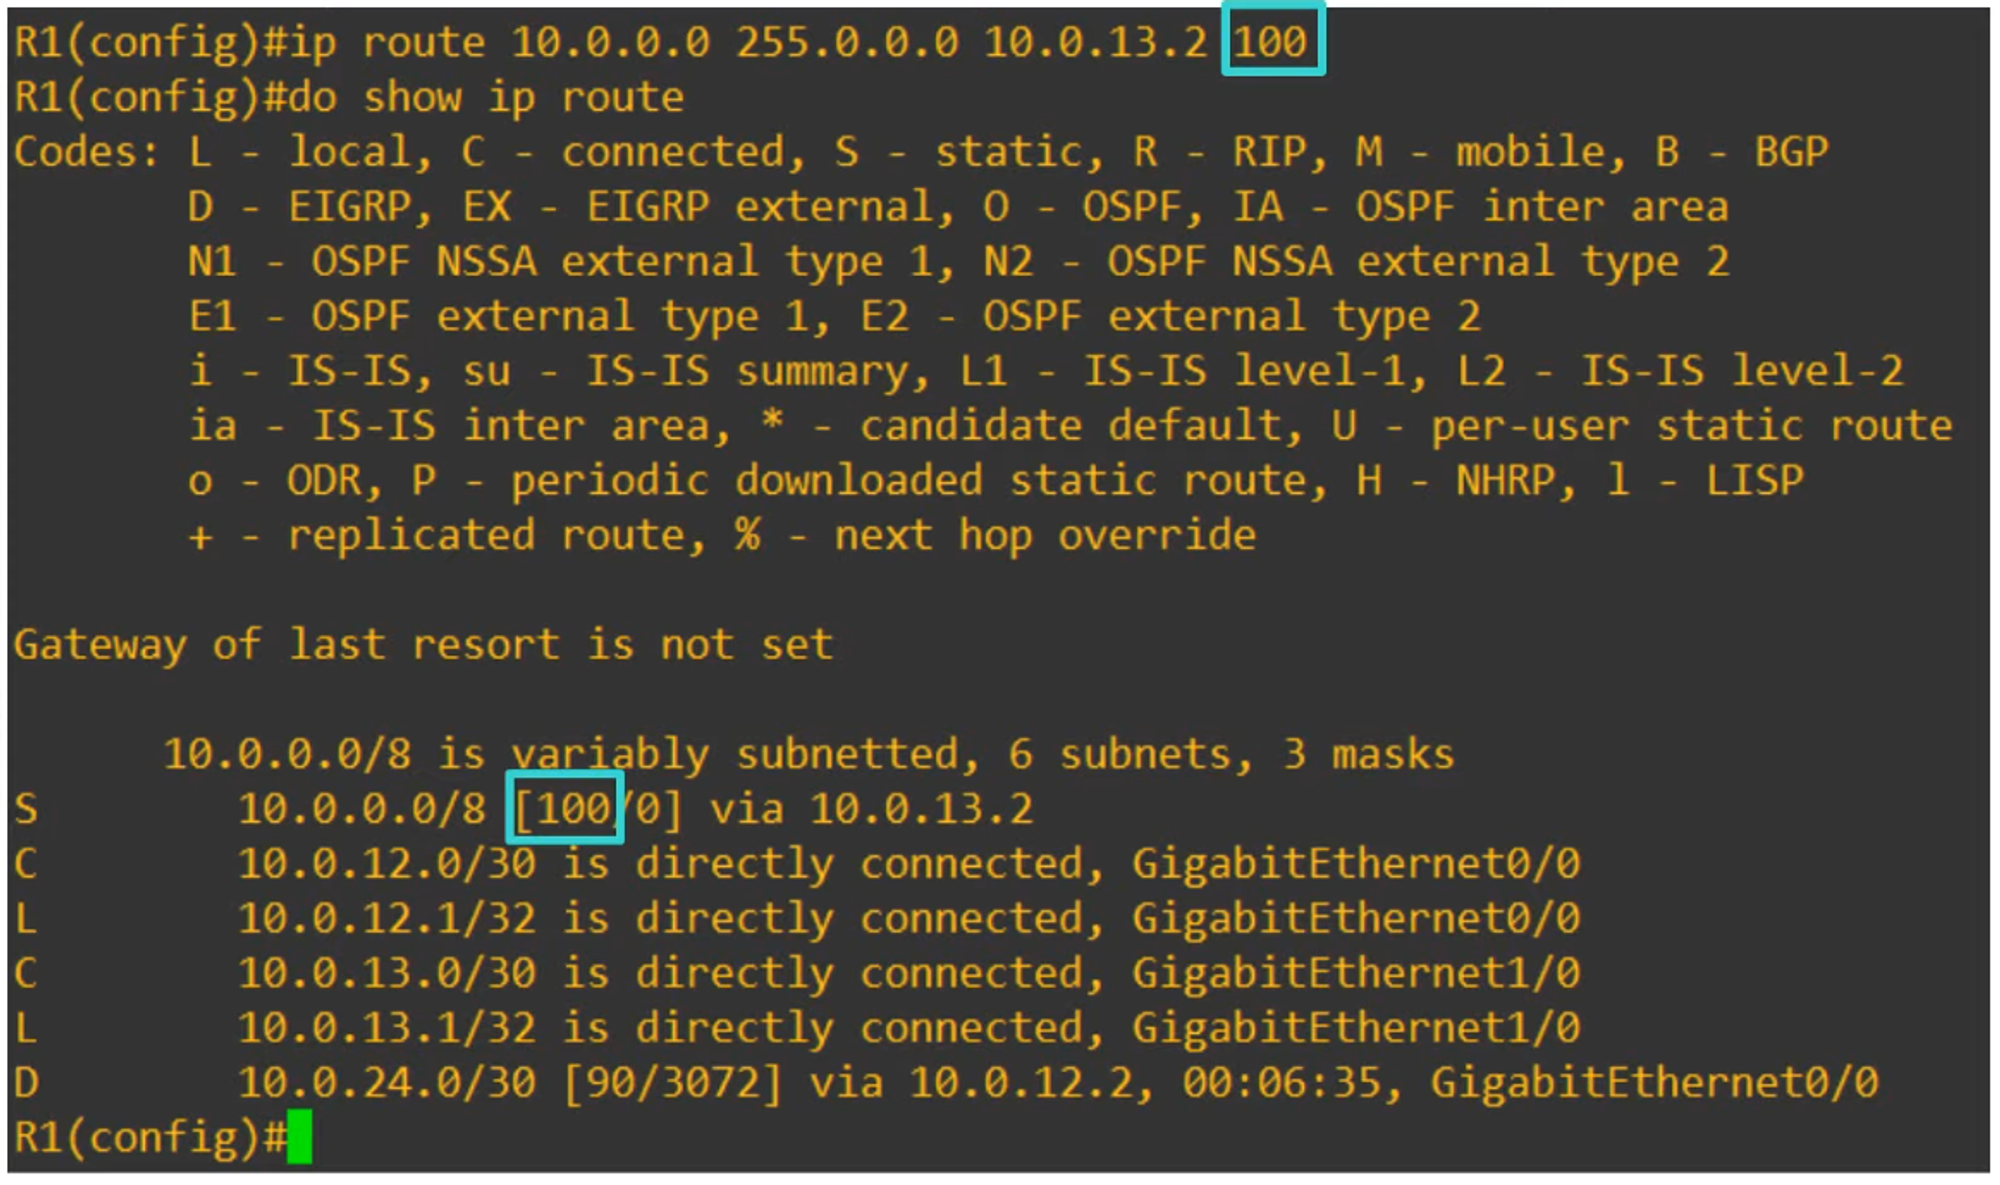 R1(config)#ip route 10.0.0.0 255.0.0.0 10.0.13.2 100
R1(config)#do show ip route
Codes: L - local, C - connected, S - static, R - RIP, M - mobile, B - BGP
D - EIGRP, EX - EIGRP external, O - OSPF, IA - OSPF inter area
N1 - OSPF NSSA external type 1, N2 - OSPF NSSA external type 2
E1 - OSPF external type 1, E2 - OSPF external type 2
i - IS-IS, su - IS-IS summary, L1 - IS-IS level-1, L2 - IS-IS level-2
ia - IS-IS inter area, * - candidate default, U - per-user static route
o - ODR, P - periodic downloaded static route, H - NHRP, l - LISP
+ - replicated route, % - next hop override
Gateway of last resort is not set
10.0.0.0/8 is variably subnetted, 6 subnets, 3 masks
S 10.0.0.0/8 [100/0] via 10.0.13.2
C 10.0.12.0/30 is directly connected, GigabitEthernet0/0
L 10.0.12.1/32 is directly connected, GigabitEthernet0/0
C 10.0.13.0/30 is directly connected, GigabitEthernet1/0
L 10.0.13.1/32 is directly connected, GigabitEthernet1/0
D 10.0.24.0/30 [90/3072] via 10.0.12.2, 00:06:35, GigabitEthernet0/0
R1(config)#